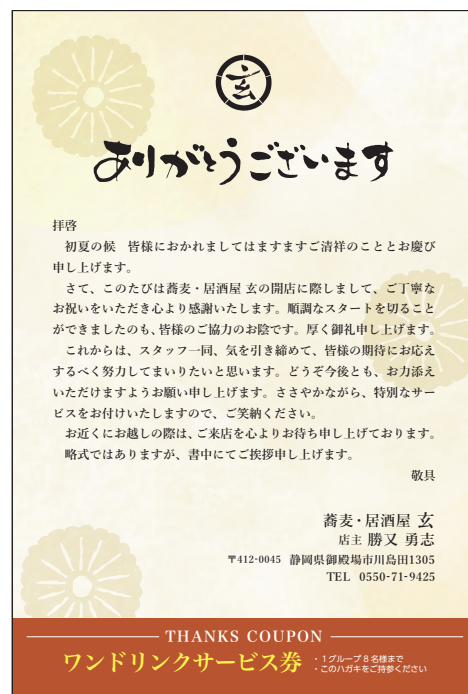 玄
ありがとうございます
拝啓
　初夏の候　皆様におかれましてはますますご清祥のこととお慶び
申し上げます。
　さて、このたびは蕎麦・居酒屋 玄の開店に際しまして、ご丁寧な
お祝いをいただき心より感謝いたします。順調なスタートを切ること
ができましたのも、皆様のご協力のお陰です。厚く御礼申し上げます。
　これからは、スタッフ一同、気を引き締めて、皆様の期待にお応え
するべく努力してまいりたいと思います。どうぞ今後とも、お力添え
いただけますようお願い申し上げます。ささやかながら、特別なサー
ビスをお付けいたしますので、ご笑納ください。
　お近くにお越しの際は、ご来店を心よりお待ち申し上げております。
　略式ではありますが、書中にてご挨拶申し上げます。
敬具
蕎麦・居酒屋 玄
店主 勝又 勇志
〒412-0045 静岡県御殿場市川島田1305
TEL 0550-71-9425
THANKS COUPON
ワンドリンクサービス券
・1グループ8名様まで
・このハガキをご持参ください